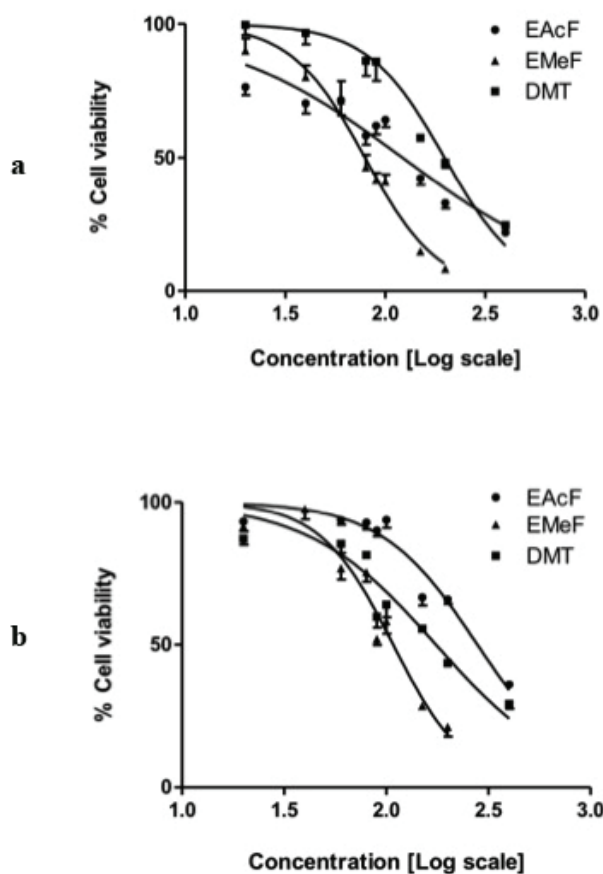 a
% Cell viability
100
50
0
EAcF
EMeF
DMT
1.0 1.5 2.0 2.5 3.0
Concentration [Log scale]
b
% Cell viability
100
50
0
EAcF
EMeF
DMT
1.0 1.5 2.0 2.5 3.0
Concentration [Log scale]